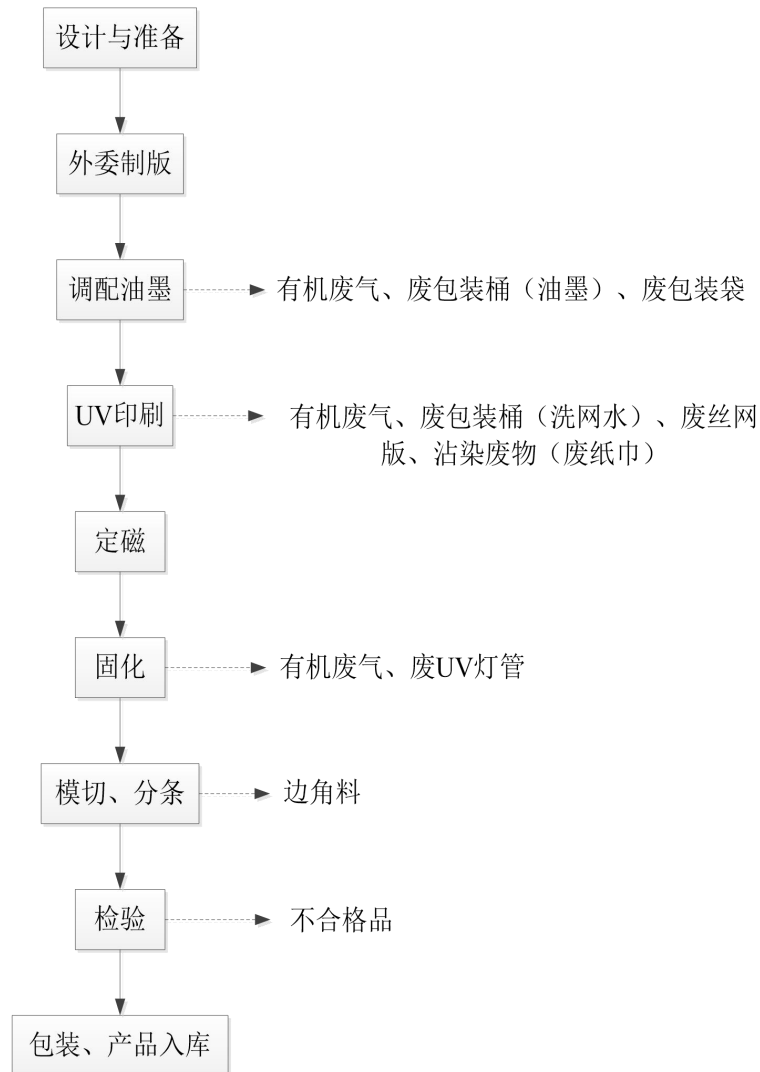 设计与准备
外委制版
调配油墨
有机废气、废包装桶（油墨）、废包装袋
UV印刷
有机废气、废包装桶（洗网水）、废丝网
版、沾染废物（废纸巾）
定磁
固化
有机废气、废UV灯管
模切、分条
边角料
检验
不合格品
包装、产品入库